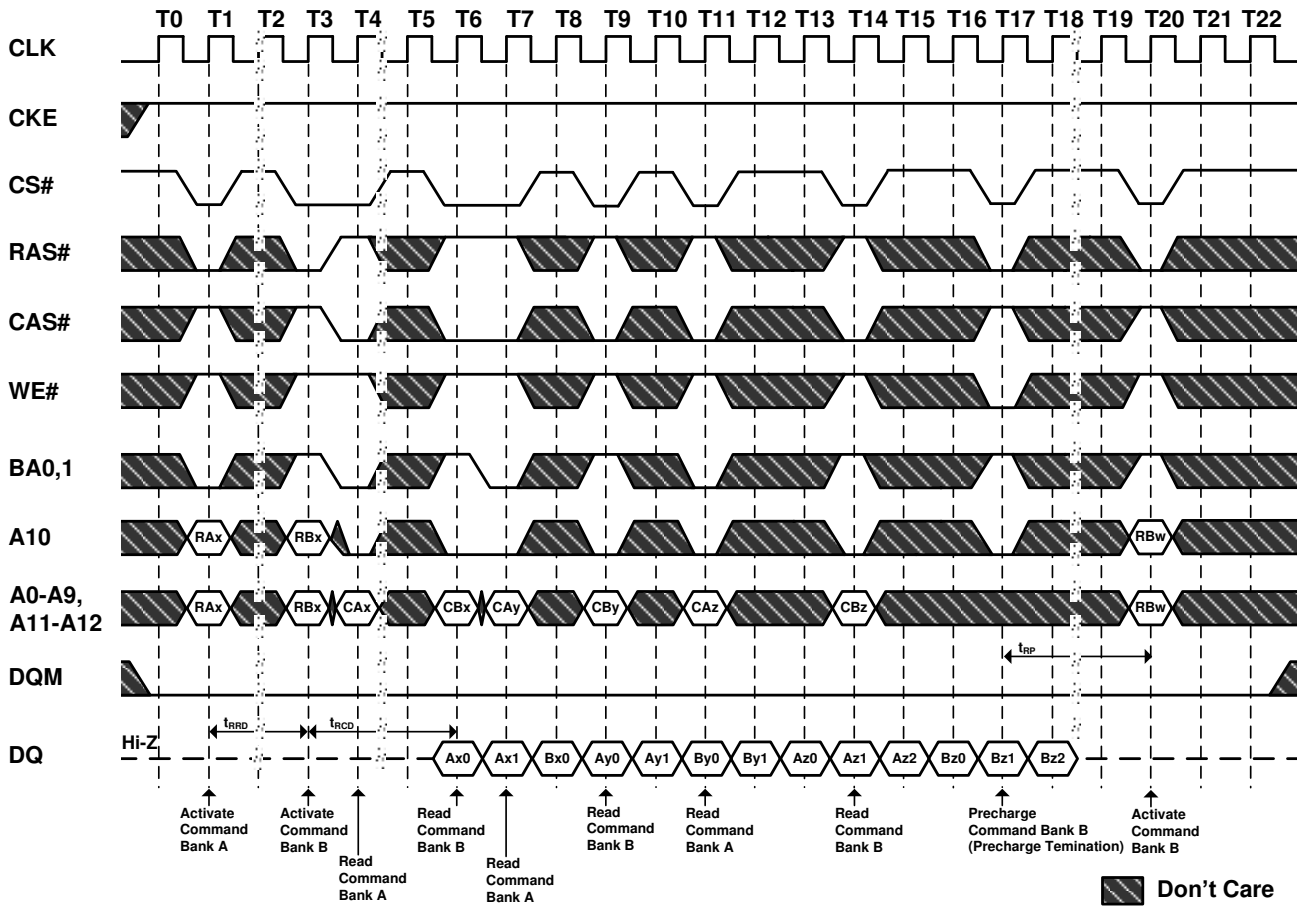 T0 T1 T2 T3 T4 T5 T6 T7 T8 T9 T10 T11 T12 T13 T14 T15 T16 T17 T18 T19 T20 T21 T22
CLK
CKE
CS#
RAS#
CAS#
WE#
BA0,1
A10
RAx RBx RBw
A0-A9,
A11-A12
RAx RBx CAx CBx CAy CBy CAz CBz RBw
tRP
DQM
tRRD tRCD
Hi-Z
DQ
Ax0 Ax1 Bx0 Ay0 Ay1 By0 By1 Az0 Az1 Az2 Bz0 Bz1 Bz2
Activate
Command
Bank A
Activate
Command
Bank B
Read
Command
Bank A
Read
Command
Bank B
Read
Command
Bank A
Read
Command
Bank B
Read
Command
Bank A
Read
Command
Bank B
Precharge
Command Bank B
(Precharge Temination)
Activate
Command
Bank B
Don't Care